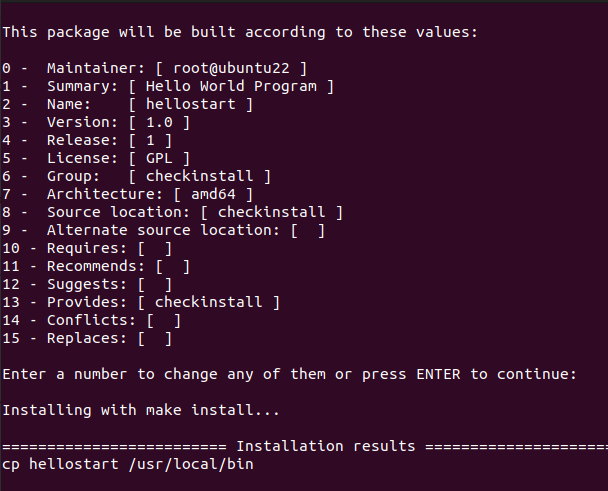 This package will be built according to these values:
0 -  Maintainer: [ root@ubuntu22 ]
1 -  Summary: [ Hello World Program ]
2 -  Name:    [ hellostart ]
3 -  Version: [ 1.0 ]
4 -  Release: [ 1 ]
5 -  License: [ GPL ]
6 -  Group:   [ checkinstall ]
7 -  Architecture: [ amd64 ]
8 -  Source location: [ checkinstall ]
9 -  Alternate source location: [  ]
10 - Requires: [  ]
11 - Recommends: [  ]
12 - Suggests: [  ]
13 - Provides: [ checkinstall ]
14 - Conflicts: [  ]
15 - Replaces: [  ]
Enter a number to change any of them or press ENTER to continue:
Installing with make install...
========================= Installation results =====================
cp hellostart /usr/local/bin